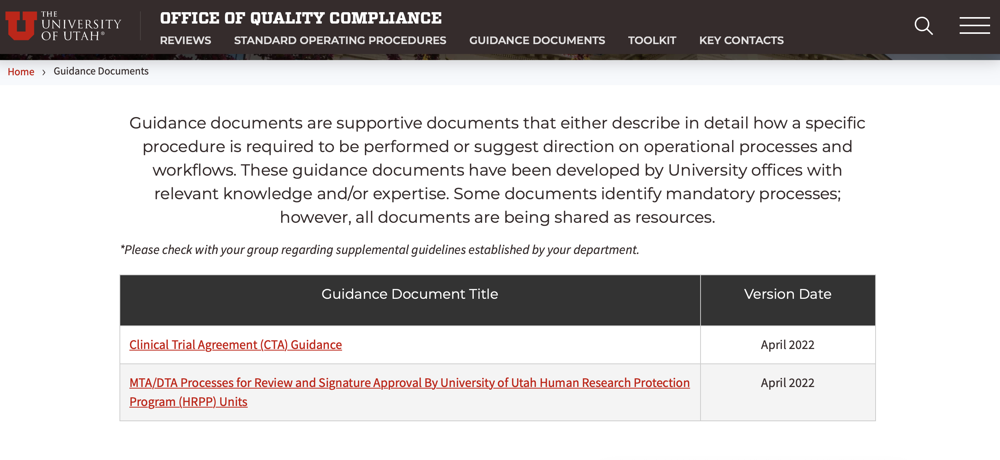 THE
UNIVERSITY
OF UTAH®
OFFICE OF QUALITY COMPLIANCE
REVIEWS STANDARD OPERATING PROCEDURES GUIDANCE DOCUMENTS TOOLKIT KEY CONTACTS
Home › Guidance Documents
Guidance documents are supportive documents that either describe in detail how a specific
procedure is required to be performed or suggest direction on operational processes and
workflows. These guidance documents have been developed by University offices with
relevant knowledge and/or expertise. Some documents identify mandatory processes;
however, all documents are being shared as resources.
*Please check with your group regarding supplemental guidelines established by your department.
Guidance Document Title Version Date
Clinical Trial Agreement (CTA) Guidance April 2022
MTA/DTA Processes for Review and Signature Approval By University of Utah Human Research Protection April 2022
Program (HRPP) Units